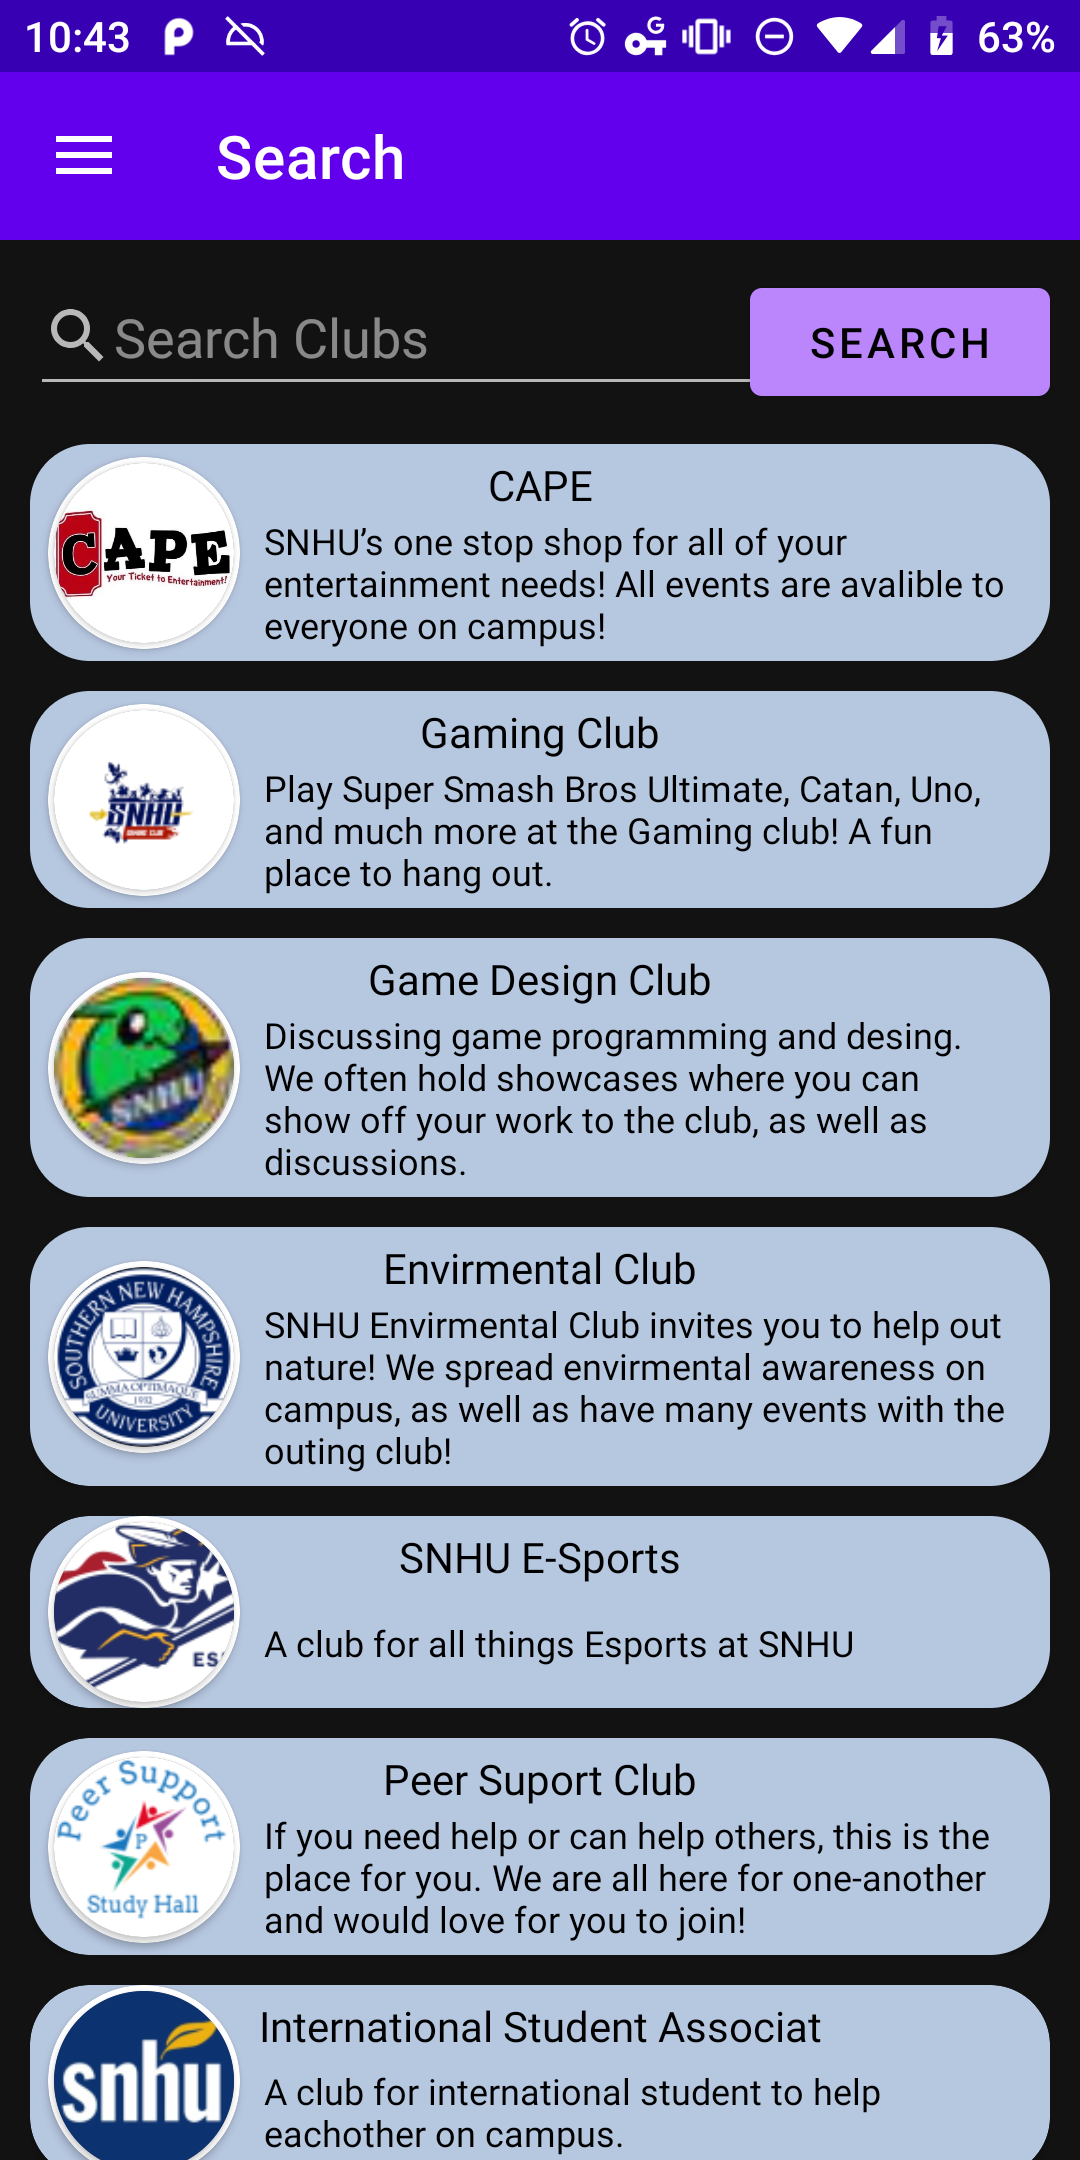 10:43
63%
Search
Search Clubs
SEARCH
CAPE
CAPE
Your Ticket to Entertainment!
SNHU’s one stop shop for all of your
entertainment needs! All events are avalible to
everyone on campus!
Gaming Club
SNHU
GAMING CLUB
Play Super Smash Bros Ultimate, Catan, Uno,
and much more at the Gaming club! A fun
place to hang out.
Game Design Club
SNHU
Discussing game programming and desing.
We often hold showcases where you can
show off your work to the club, as well as
discussions.
Envirmental Club
SOUTHERN NEW HAMPSHIRE
SUMMA OPTIMAQUE
1932
UNIVERSITY
SNHU Envirmental Club invites you to help out
nature! We spread envirmental awareness on
campus, as well as have many events with the
outing club!
SNHU E-Sports
ES
A club for all things Esports at SNHU
Peer Suport Club
Peer Support
P
Study Hall
If you need help or can help others, this is the
place for you. We are all here for one-another
and would love for you to join!
International Student Associat
snhu
A club for international student to help
eachother on campus.